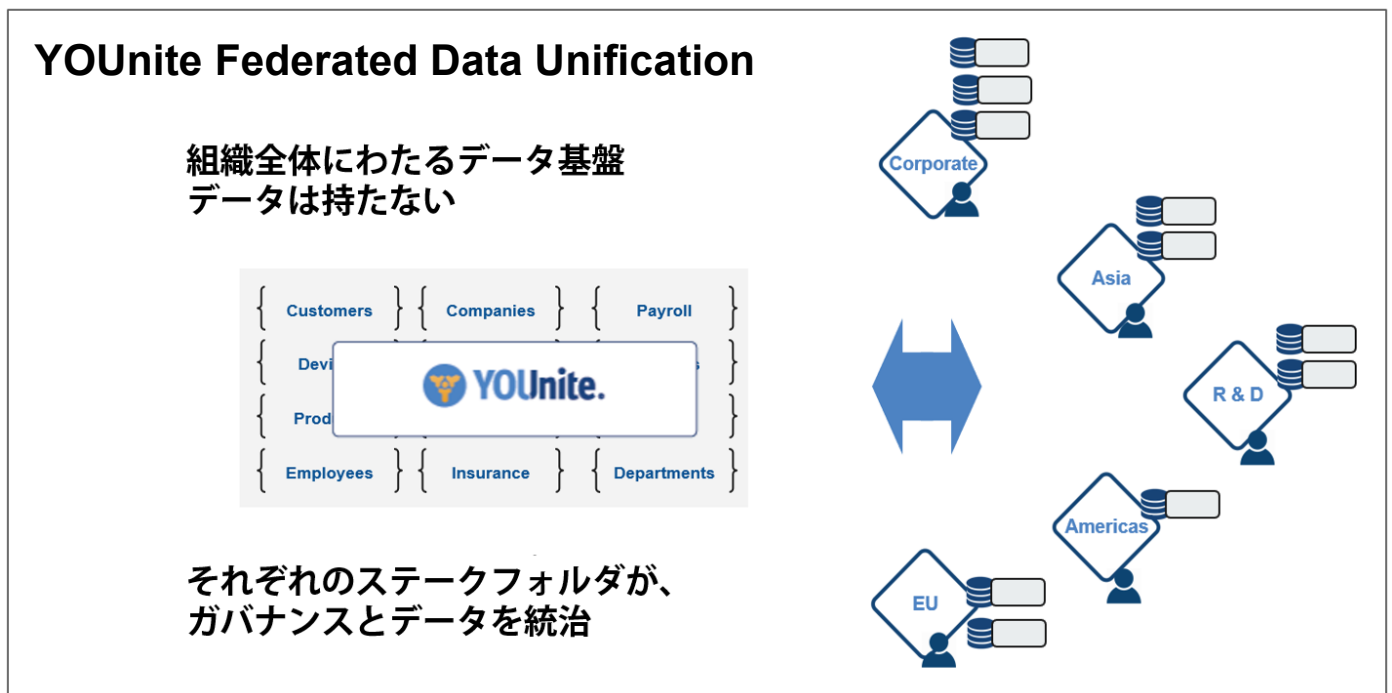 YOUnite Federated Data Unification
組織全体にわたるデータ基盤
データは持たない
{ Customers } { Companies } { Payroll }
{ Devi
s }
YOUnite.
{ Prod
}
{ Employees } { Insurance } { Departments }
それぞれのステークフォルダが、
ガバナンスとデータを統治
Corporate
Asia
R & D
Americas
EU